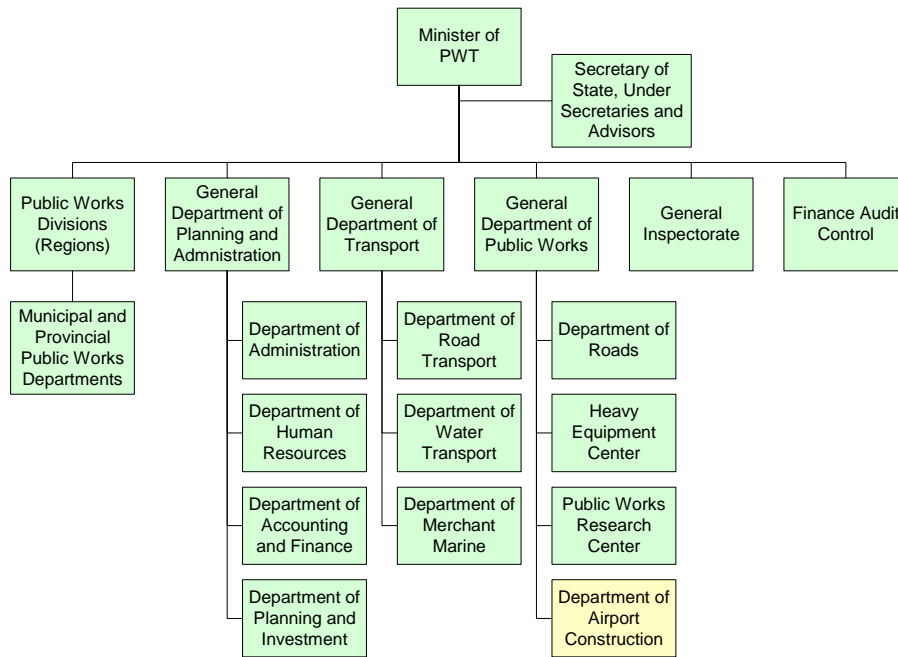 Minister of
PWT
Secretary of
State, Under
Secretaries and
Advisors
Public Works
Divisions
(Regions)
General
Department of
Planning and
Admnistration
General
Department of
Transport
General
Department of
Public Works
General
Inspectorate
Finance Audit
Control
Municipal and
Provincial
Public Works
Departments
Department of
Administration
Department of
Human
Resources
Department of
Accounting
and Finance
Department of
Planning and
Investment
Department of
Road
Transport
Department of
Water
Transport
Department of
Merchant
Marine
Department of
Roads
Heavy
Equipment
Center
Public Works
Research
Center
Department of
Airport
Construction